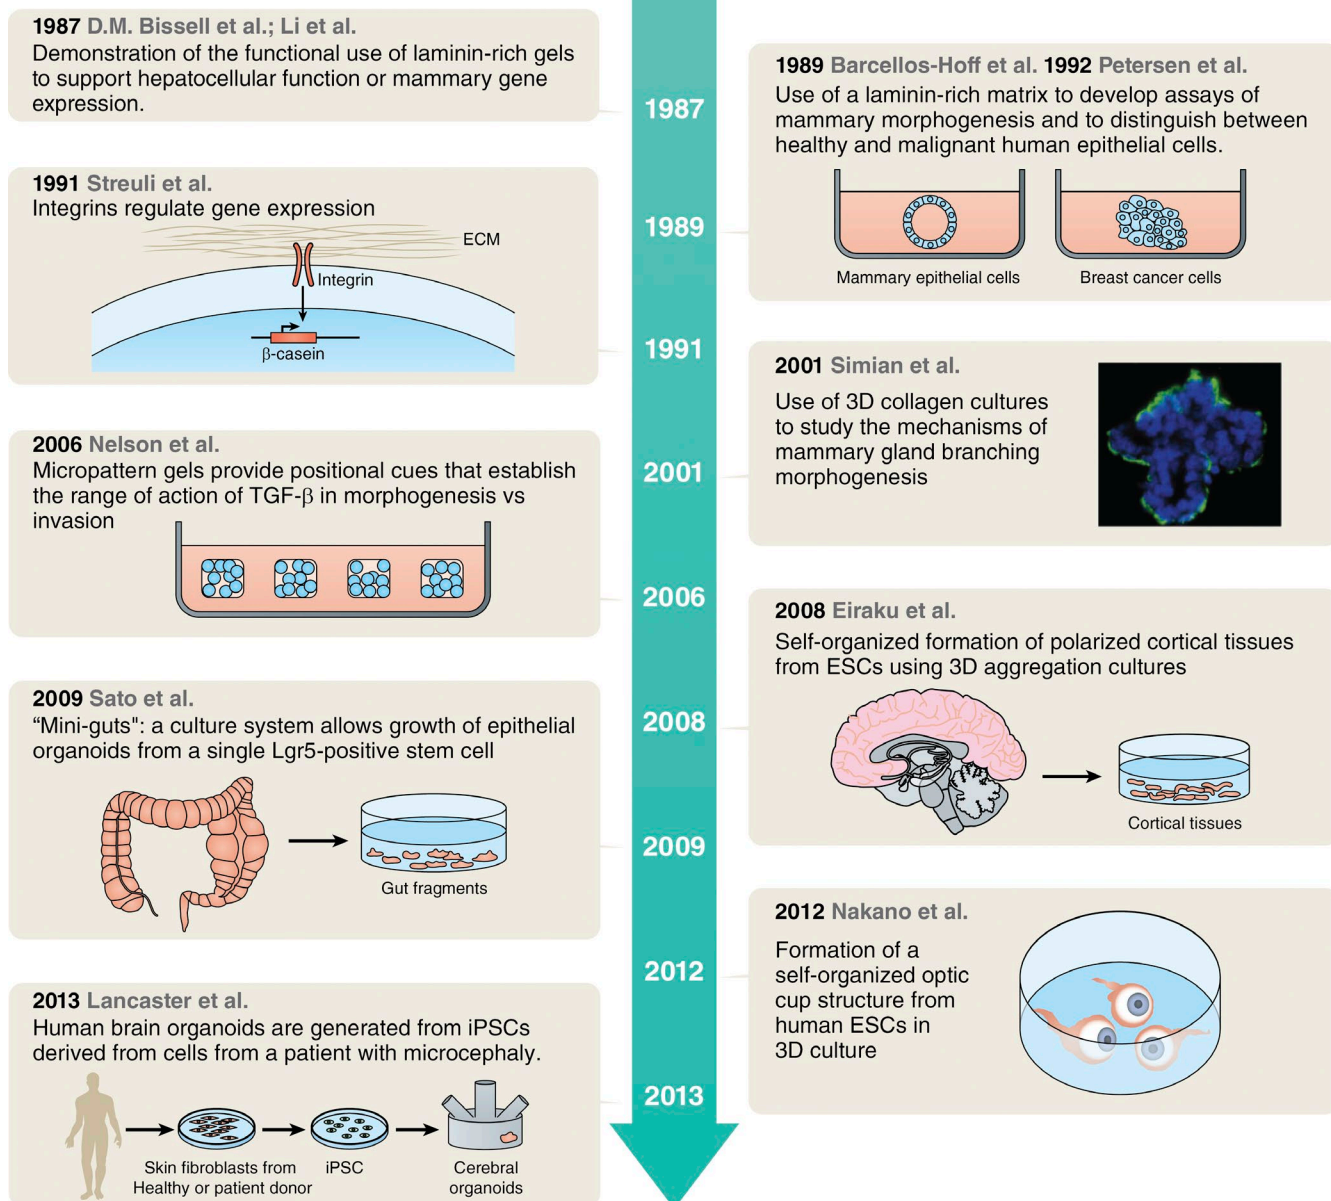 1987 D.M. Bissell et al.; Li et al.
Demonstration of the functional use of laminin-rich gels
to support hepatocellular function or mammary gene
expression.
1987
1989 Barcellos-Hoff et al. 1992 Petersen et al.
Use of a laminin-rich matrix to develop assays of
mammary morphogenesis and to distinguish between
healthy and malignant human epithelial cells.
Mammary epithelial cells
Breast cancer cells
1989
1991 Streuli et al.
Integrins regulate gene expression
ECM
Integrin
β-casein
1991
2001 Simian et al.
Use of 3D collagen cultures
to study the mechanisms of
mammary gland branching
morphogenesis
2001
2006 Nelson et al.
Micropattern gels provide positional cues that establish
the range of action of TGF-β in morphogenesis vs
invasion
2006
2008 Eiraku et al.
Self-organized formation of polarized cortical tissues
from ESCs using 3D aggregation cultures
Cortical tissues
2008
2009 Sato et al.
“Mini-guts": a culture system allows growth of epithelial
organoids from a single Lgr5-positive stem cell
Gut fragments
2009
2012 Nakano et al.
Formation of a
self-organized optic
cup structure from
human ESCs in
3D culture
2012
2013 Lancaster et al.
Human brain organoids are generated from iPSCs
derived from cells from a patient with microcephaly.
Skin fibroblasts from
Healthy or patient donor
iPSC
Cerebral
organoids
2013